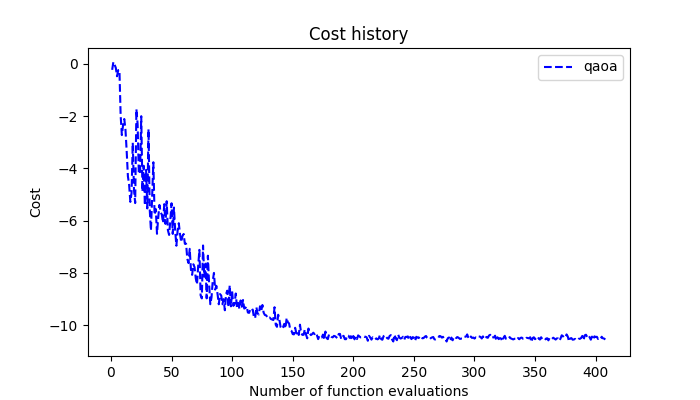 Cost history
qaoa
Cost
0
−2
−4
−6
−8
−10
0 50 100 150 200 250 300 350 400
Number of function evaluations